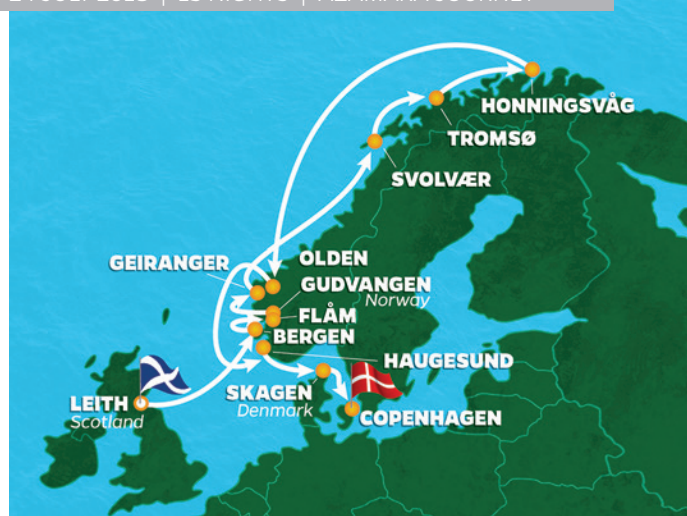 HONNINGSVÅG
TROMSØ
SVOLVÆR
GEIRANGER
OLDEN
GUDVANGEN
Norway
FLÅM
BERGEN
HAUGESUND
SKAGEN
Denmark
LEITH
Scotland
COPENHAGEN